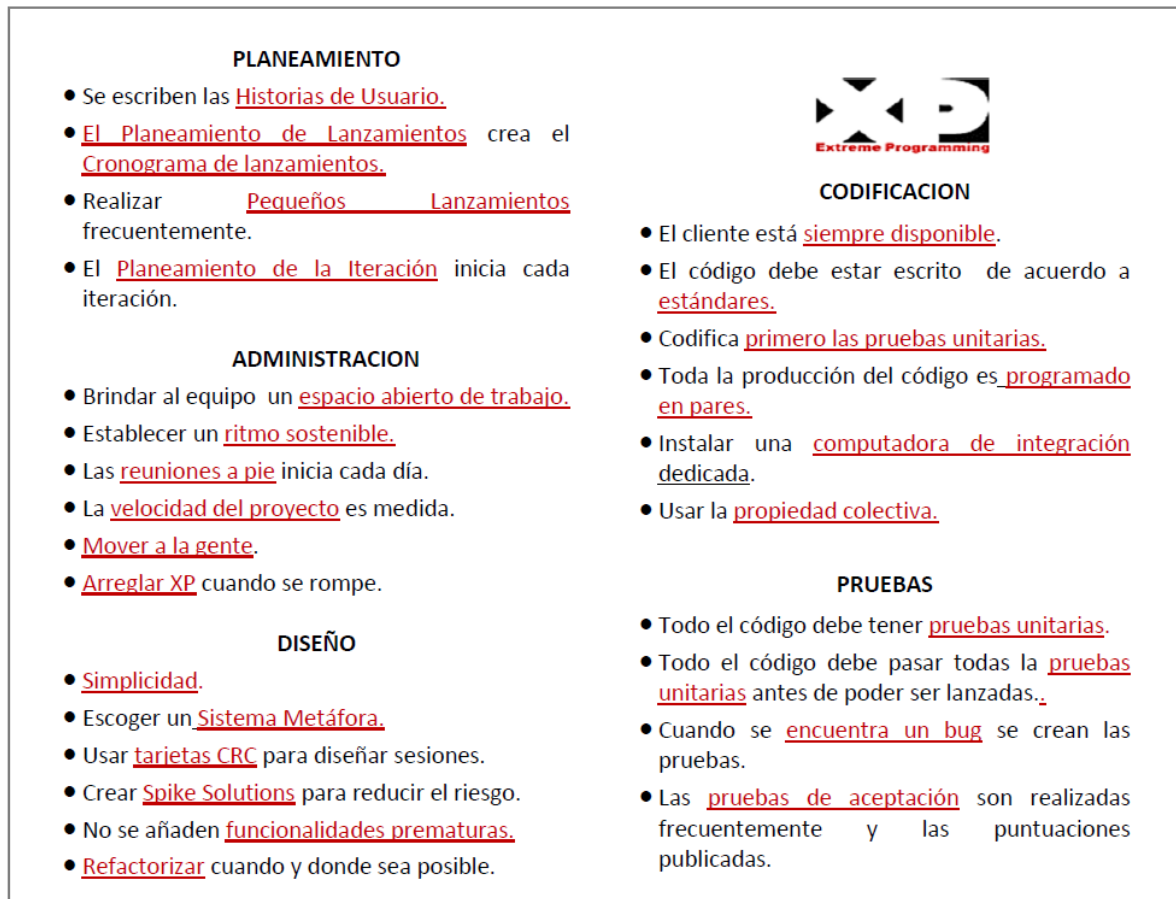 PLANEAMIENTO
• Se escriben las Historias de Usuario.
• El Planeamiento de Lanzamientos crea el
Cronograma de lanzamientos.
• Realizar Pequeños Lanzamientos
frecuentemente.
• El Planeamiento de la Iteración inicia cada
iteración.
ADMINISTRACION
• Brindar al equipo un espacio abierto de trabajo.
• Establecer un ritmo sostenible.
• Las reuniones a pie inicia cada día.
• La velocidad del proyecto es medida.
• Mover a la gente.
• Arreglar XP cuando se rompe.
DISEÑO
• Simplicidad.
• Escoger un Sistema Metáfora.
• Usar tarjetas CRC para diseñar sesiones.
• Crear Spike Solutions para reducir el riesgo.
• No se añaden funcionalidades prematuras.
• Refactorizar cuando y donde sea posible.
XP
Extreme Programming
CODIFICACION
• El cliente está siempre disponible.
• El código debe estar escrito de acuerdo a
estándares.
• Codifica primero las pruebas unitarias.
• Toda la producción del código es programado
en pares.
• Instalar una computadora de integración
dedicada.
• Usar la propiedad colectiva.
PRUEBAS
• Todo el código debe tener pruebas unitarias.
• Todo el código debe pasar todas la pruebas
unitarias antes de poder ser lanzadas..
• Cuando se encuentra un bug se crean las
pruebas.
• Las pruebas de aceptación son realizadas
frecuentemente y las puntuaciones
publicadas.